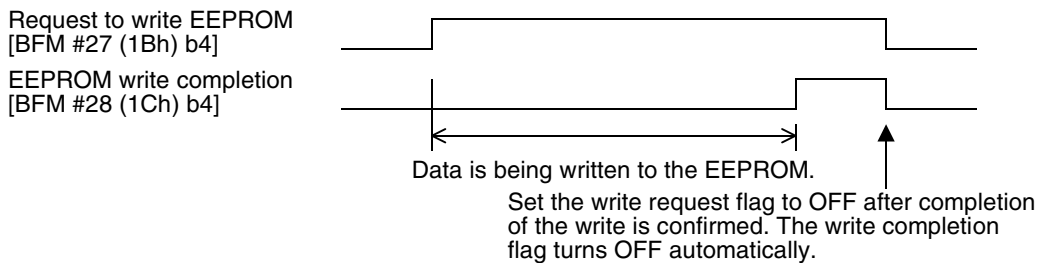 Request to write EEPROM
[BFM #27 (1Bh) b4]
EEPROM write completion
[BFM #28 (1Ch) b4]
Data is being written to the EEPROM.
Set the write request flag to OFF after completion
of the write is confirmed. The write completion
flag turns OFF automatically.